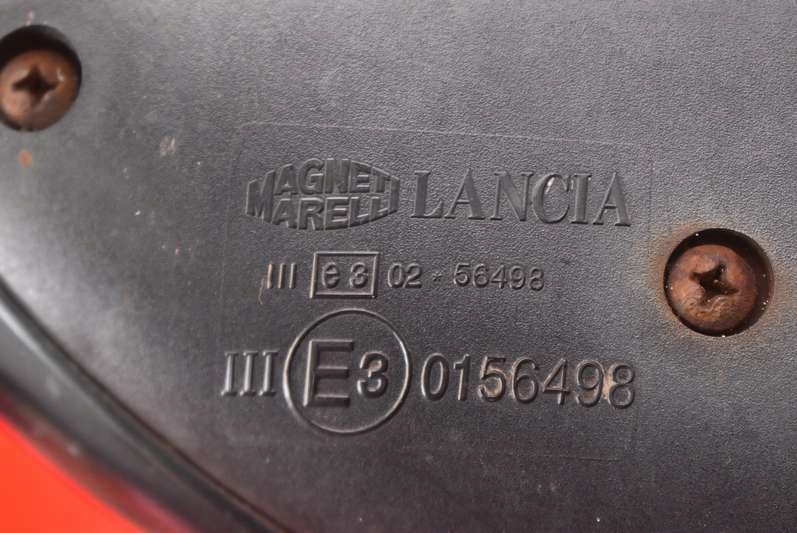 MAGNETI MARELLI LANCIA
III e3 02 - 56498
III E3 0156498